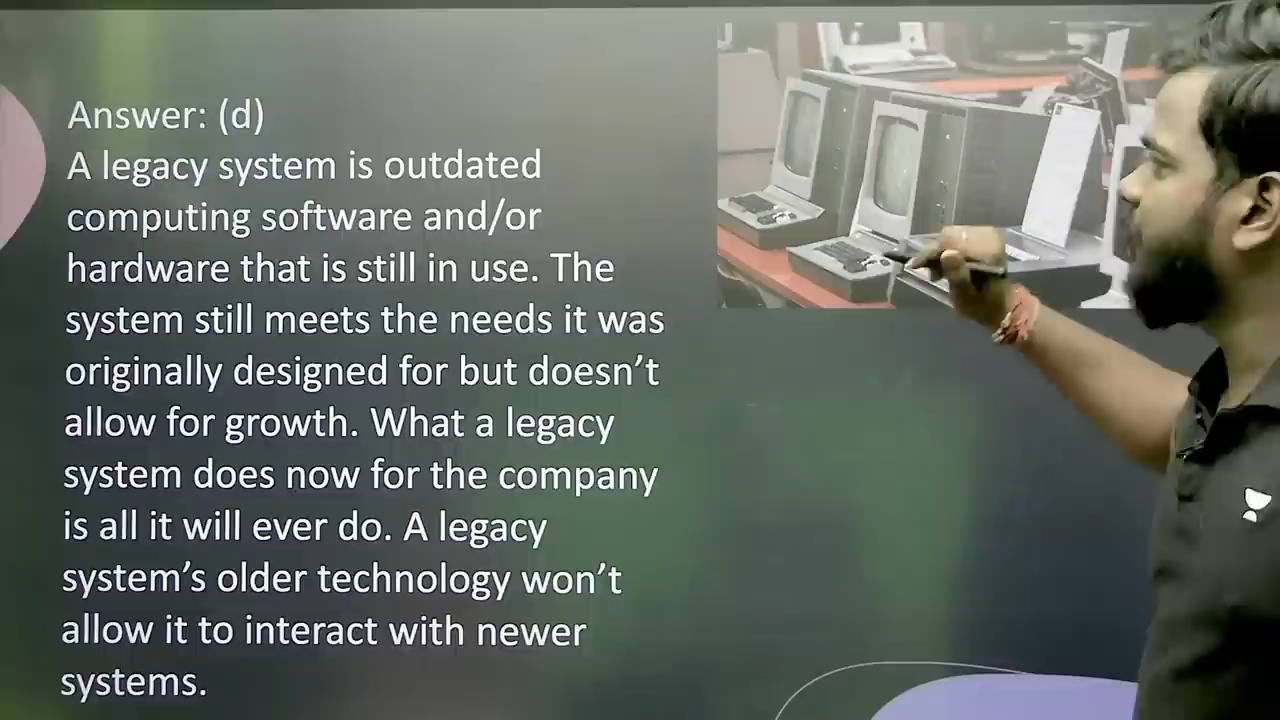 Answer: (d)
A legacy system is outdated
computing software and/or
hardware that is still in use. The
system still meets the needs it was
originally designed for but doesn’t
allow for growth. What a legacy
system does now for the company
is all it will ever do. A legacy
system’s older technology won’t
allow it to interact with newer
systems.